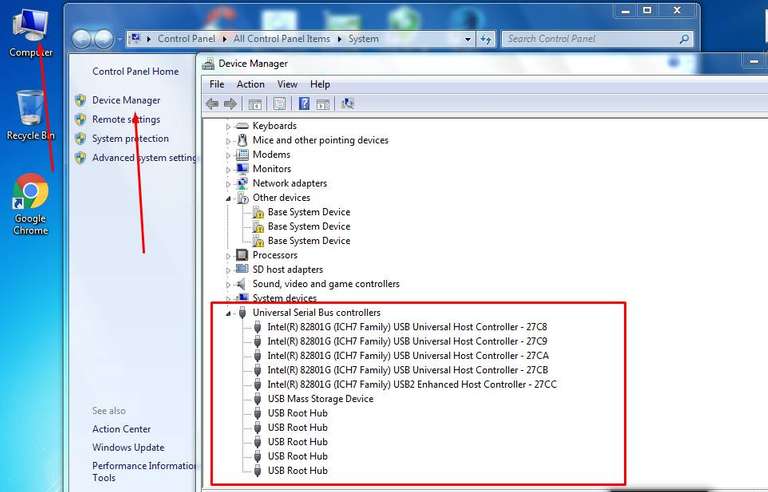 Computer
Recycle Bin
Google
Chrome
Control Panel
All Control Panel Items
System
Search Control Panel
Control Panel Home
Device Manager
Remote settings
System protection
Advanced system settings
See also
Action Center
Windows Update
Performance Information
Tools
Device Manager
File Action View Help
Keyboards
Mice and other pointing devices
Modems
Monitors
Network adapters
Other devices
Base System Device
Base System Device
Base System Device
Processors
SD host adapters
Sound, video and game controllers
System devices
Universal Serial Bus controllers
Intel(R) 82801G (ICH7 Family) USB Universal Host Controller - 27C8
Intel(R) 82801G (ICH7 Family) USB Universal Host Controller - 27C9
Intel(R) 82801G (ICH7 Family) USB Universal Host Controller - 27CA
Intel(R) 82801G (ICH7 Family) USB Universal Host Controller - 27CB
Intel(R) 82801G (ICH7 Family) USB2 Enhanced Host Controller - 27CC
USB Mass Storage Device
USB Root Hub
USB Root Hub
USB Root Hub
USB Root Hub
USB Root Hub